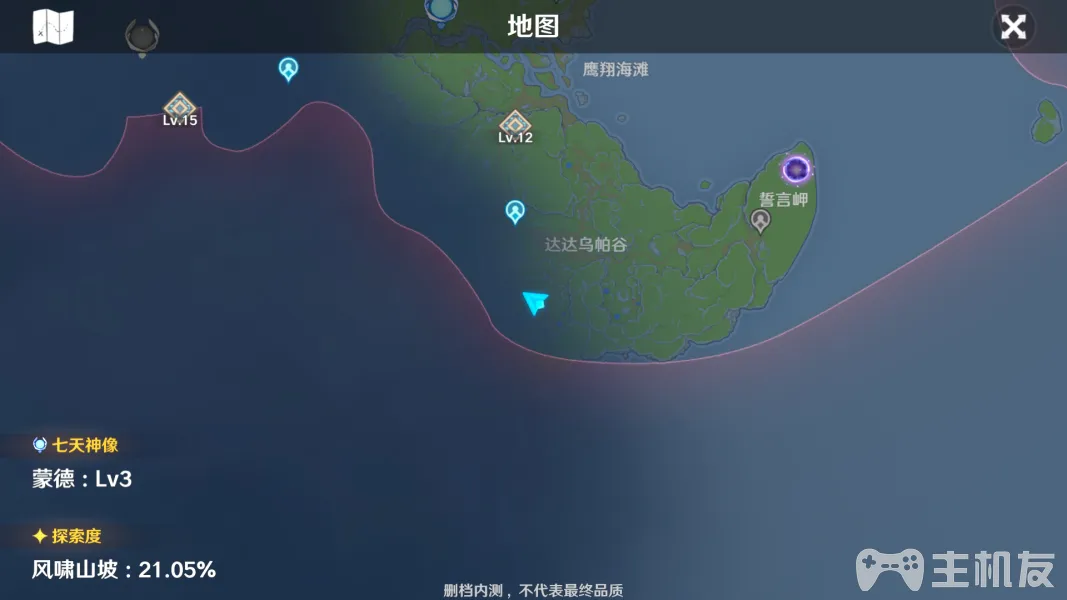 地图
鹰翔海滩
Lv.15
Lv.12
誓言岬
达达乌帕谷
七天神像
蒙德：Lv3
探索度
风啸山坡：21.05%
删档内测，不代表最终品质
主机友